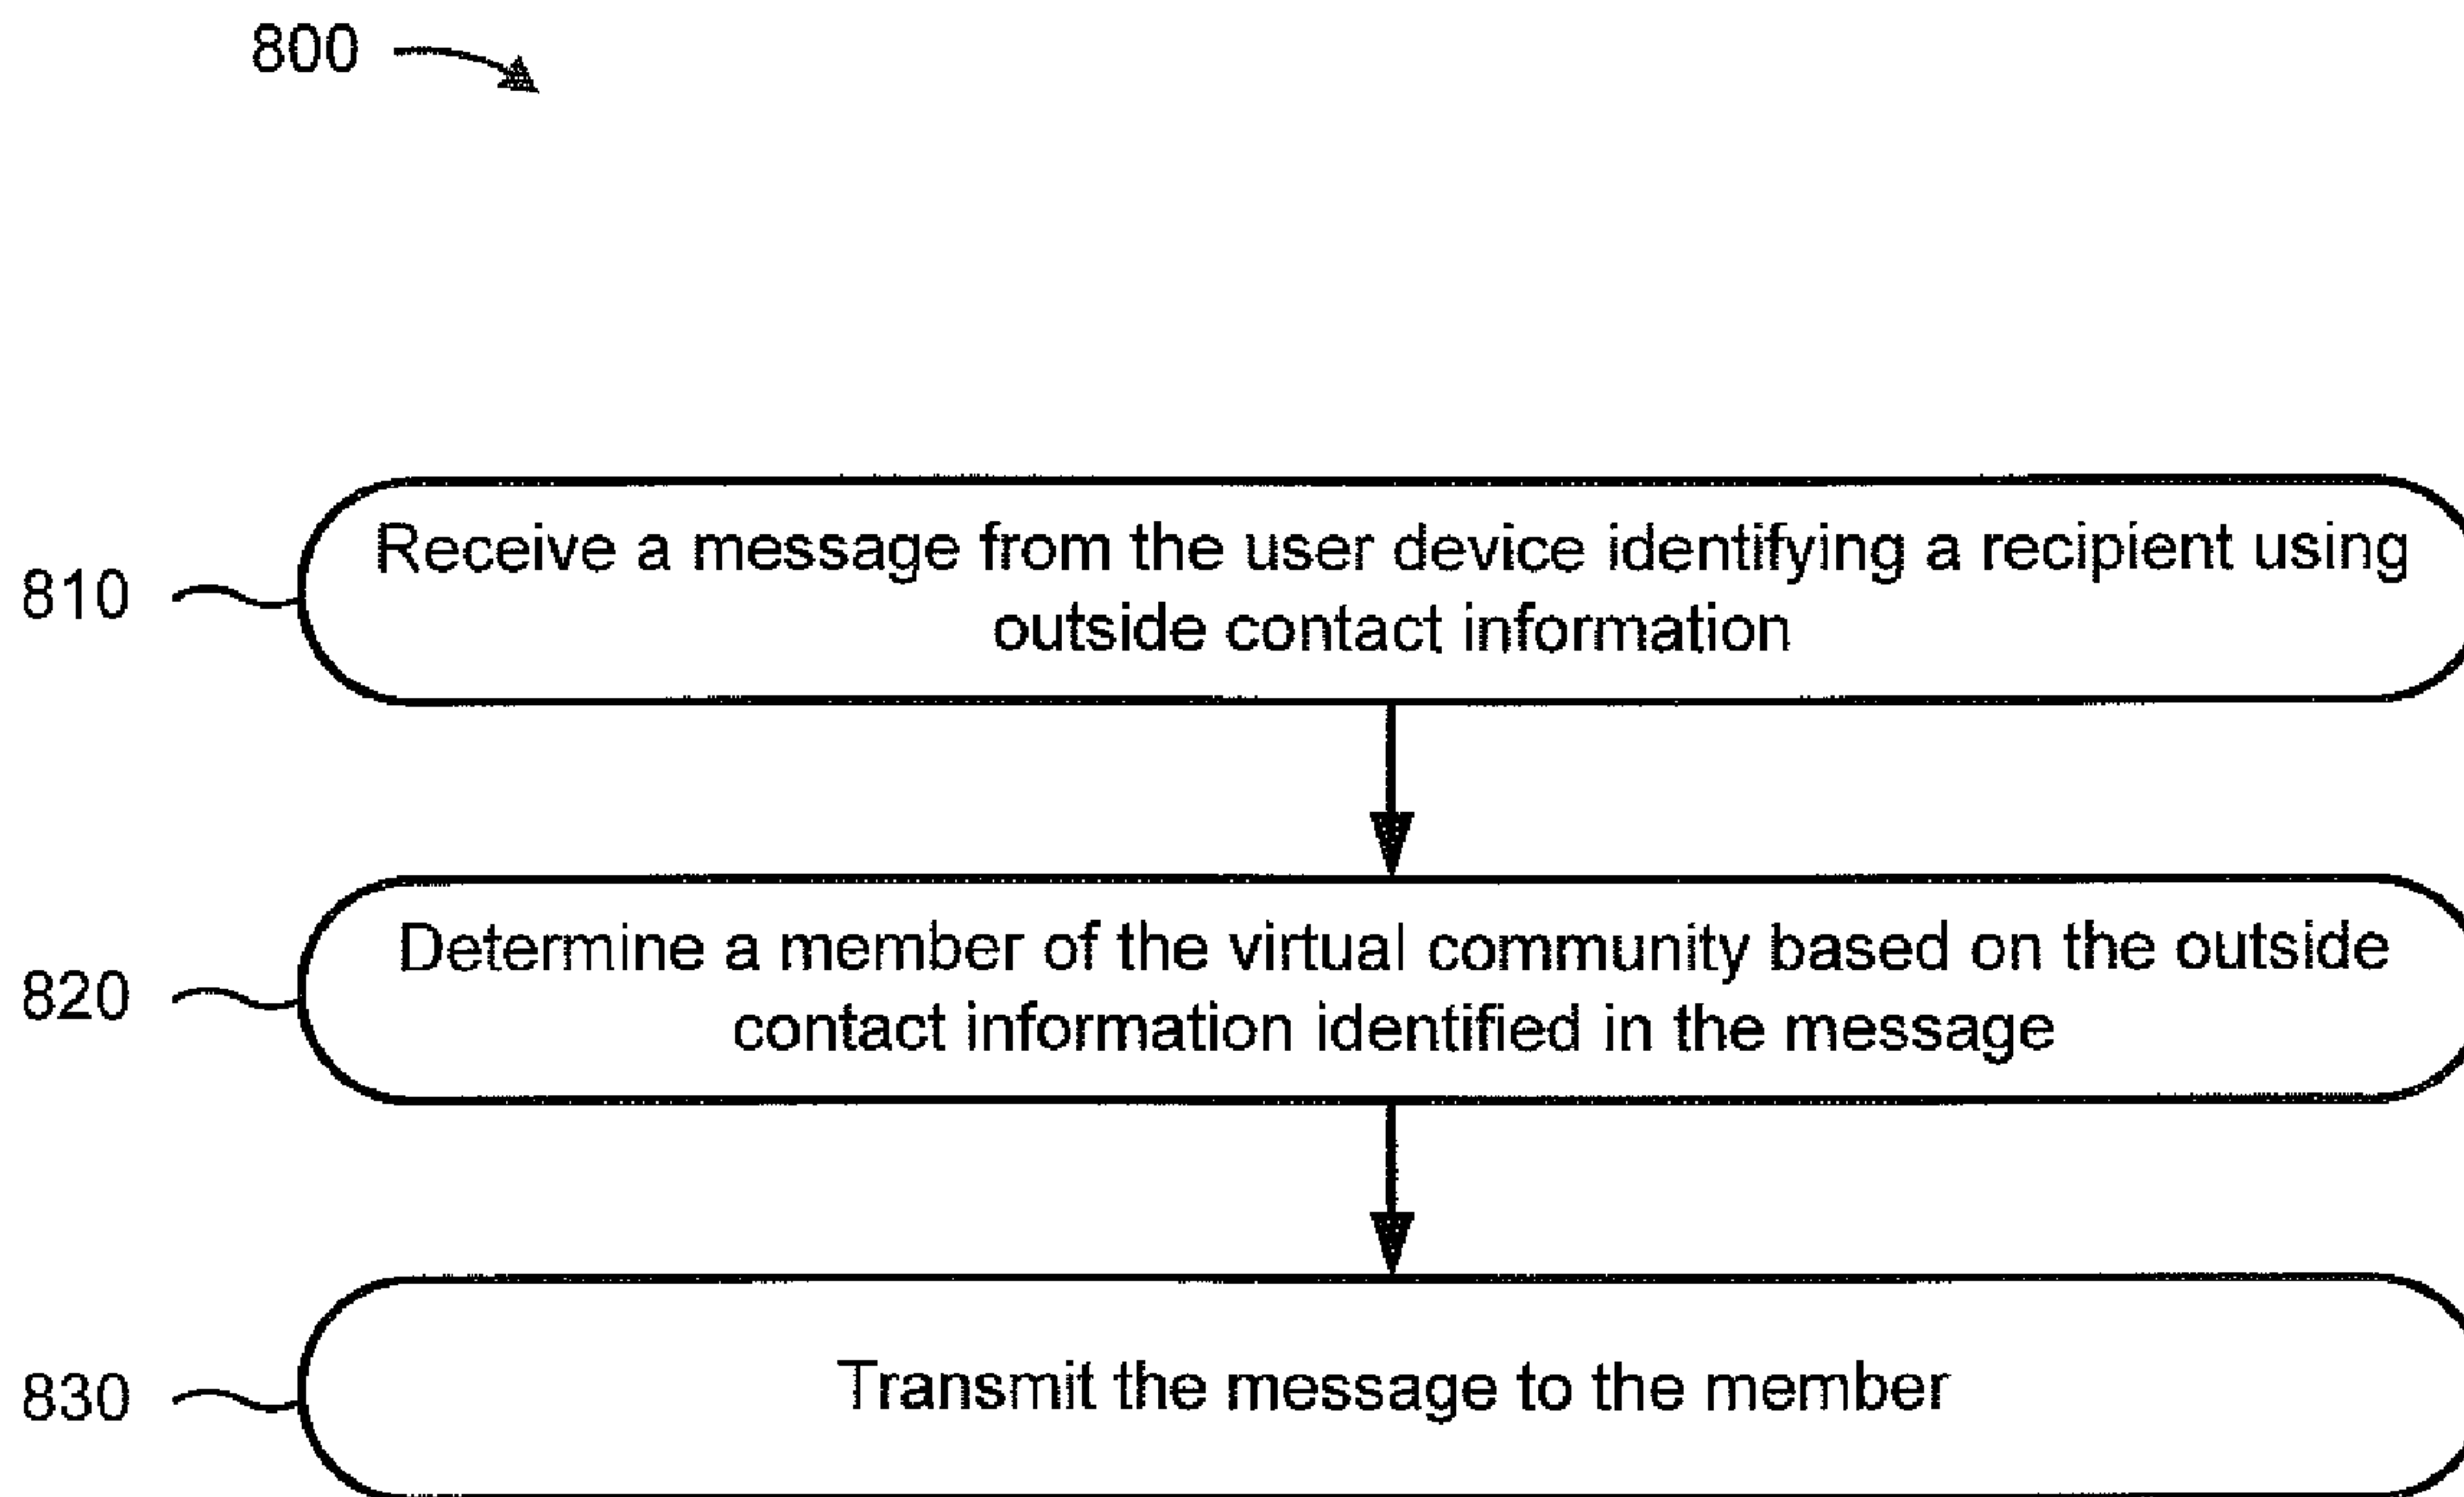 800
810
Receive a message from the user device identifying a recipient using
outside contact information
820
Determine a member of the virtual community based on the outside
contact information identified in the message
830
Transmit the message to the member